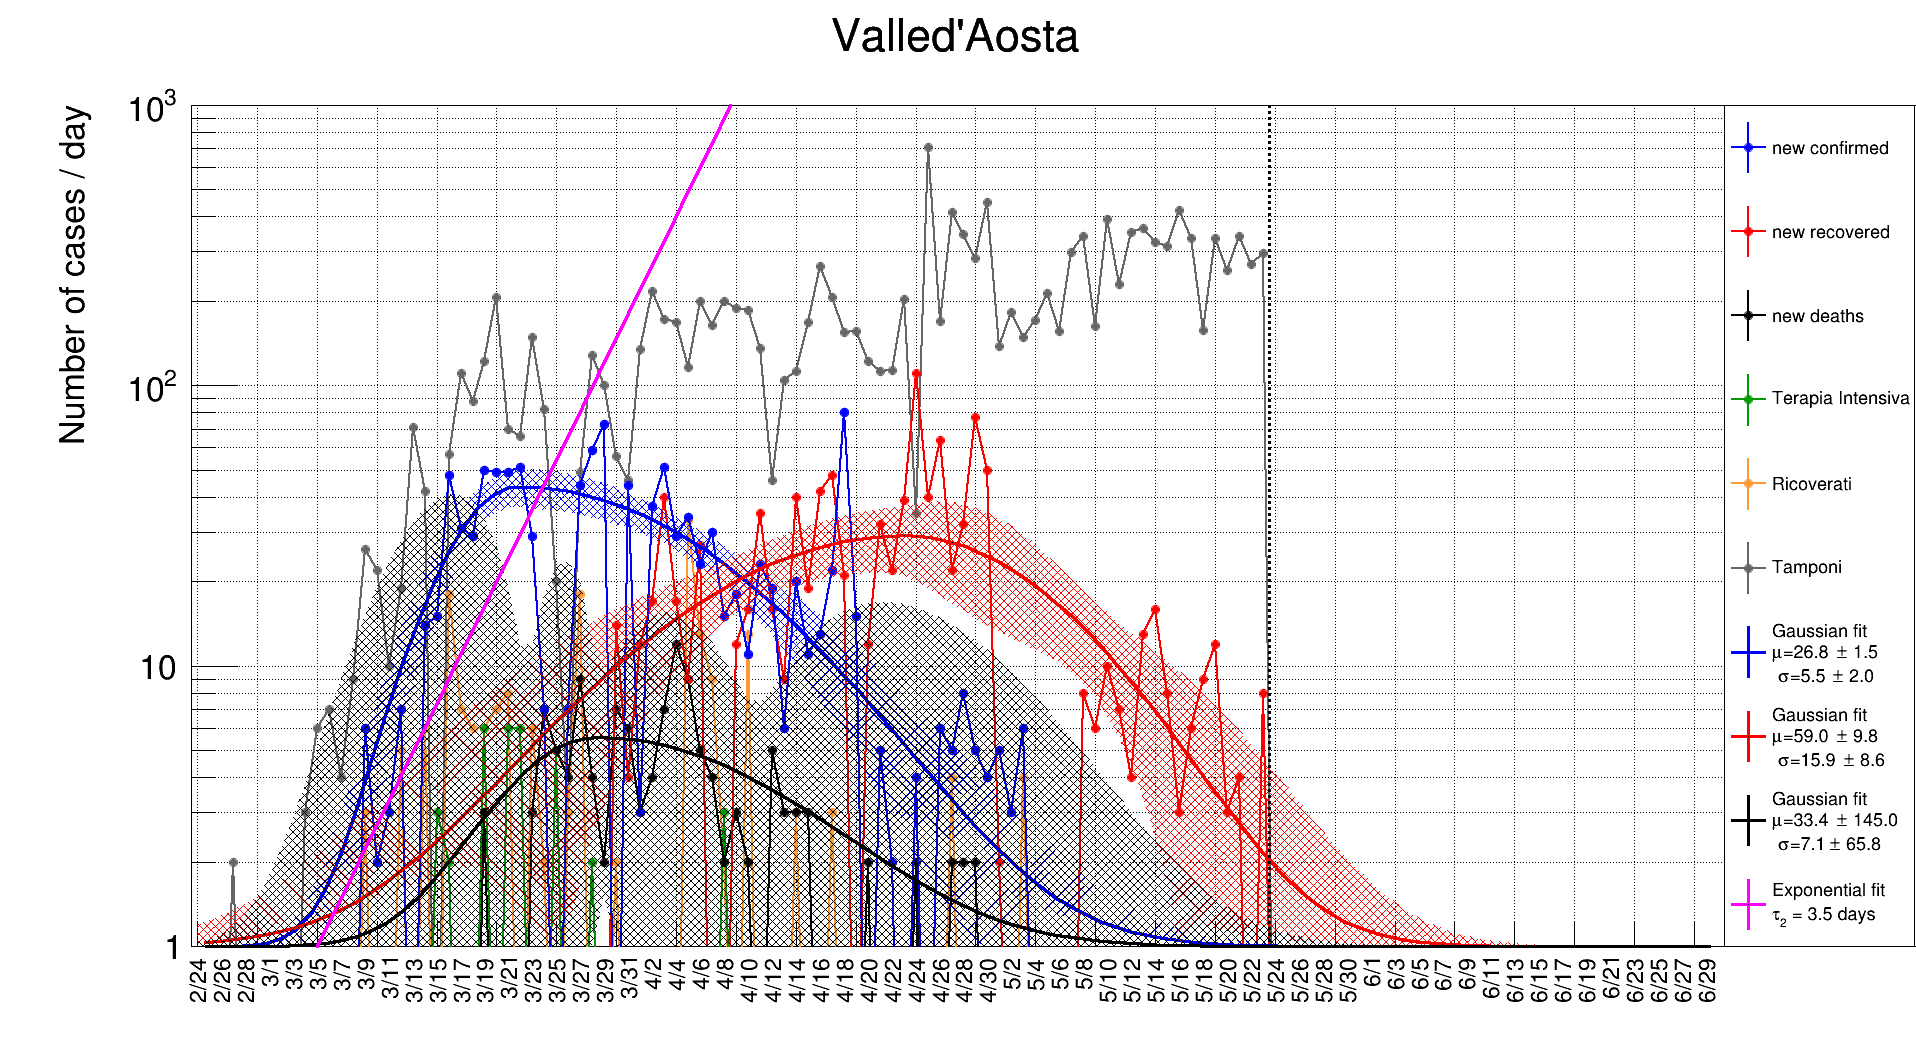 Valled'Aosta
Number of cases / day
10³
10²
10
1
2/24 2/26 2/28 3/1 3/3 3/5 3/7 3/9 3/11 3/13 3/15 3/17 3/19 3/21 3/23 3/25 3/27 3/29 3/31 4/2 4/4 4/6 4/8 4/10 4/12 4/14 4/16 4/18 4/20 4/22 4/24 4/26 4/28 4/30 5/2 5/4 5/6 5/8 5/10 5/12 5/14 5/16 5/18 5/20 5/22 5/24 5/26 5/28 5/30 6/1 6/3 6/5 6/7 6/9 6/11 6/13 6/15 6/17 6/19 6/21 6/23 6/25 6/27 6/29
new confirmed
new recovered
new deaths
Terapia Intensiva
Ricoverati
Tamponi
Gaussian fit
μ=26.8 ± 1.5
σ=5.5 ± 2.0
Gaussian fit
μ=59.0 ± 9.8
σ=15.9 ± 8.6
Gaussian fit
μ=33.4 ± 145.0
σ=7.1 ± 65.8
Exponential fit
τ₂ = 3.5 days